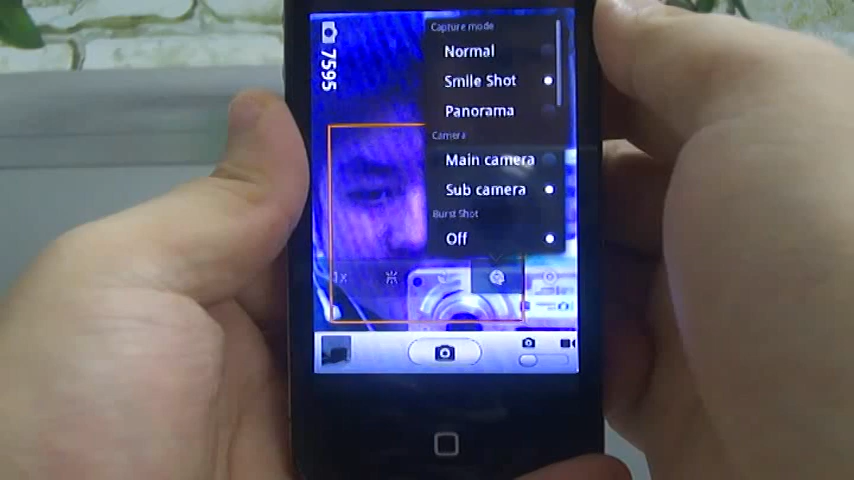 7595
Capture mode
Normal
Smile Shot
Panorama
Camera
Main camera
Sub camera
Burst Shot
Off
1x